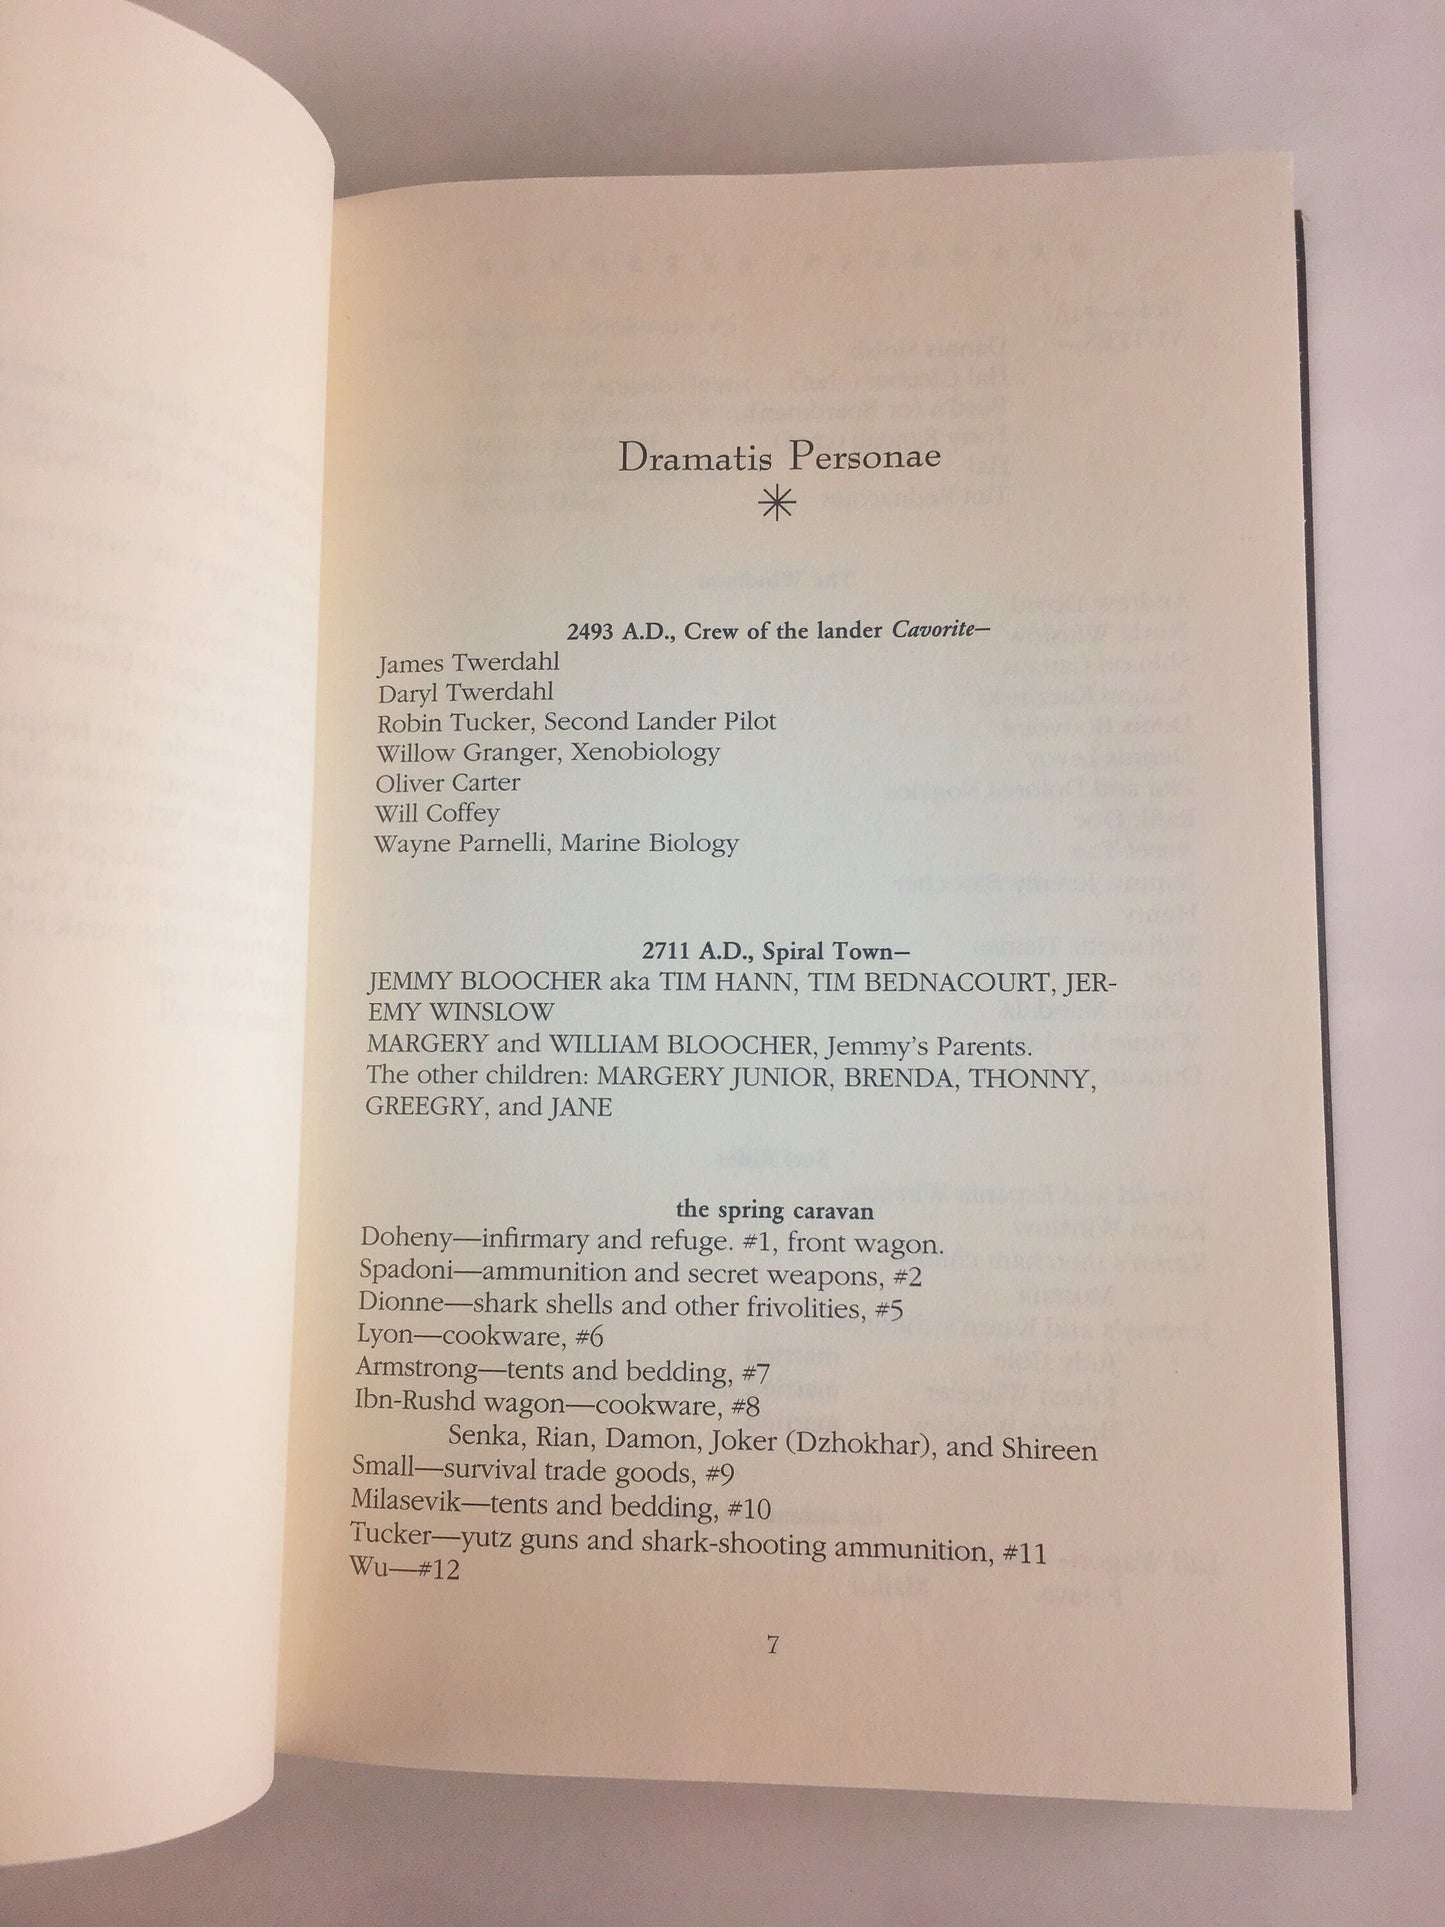 Dramatis Personae
2493 A.D., Crew of the lander Cavorite—
James Twerdahl
Daryl Twerdahl
Robin Tucker, Second Lander Pilot
Willow Granger, Xenobiology
Oliver Carter
Will Coffey
Wayne Parnelli, Marine Biology
2711 A.D., Spiral Town—
JEMMY BLOOCHER aka TIM HANN, TIM BEDNACOURT, JER-
EMY WINSLOW
MARGERY and WILLIAM BLOOCHER, Jemmy's Parents.
The other children: MARGERY JUNIOR, BRENDA, THONNY,
GREEGRY, and JANE
the spring caravan
Doheny—infirmary and refuge. #1, front wagon.
Spadoni—ammunition and secret weapons, #2
Dionne—shark shells and other frivolities, #5
Lyon—cookware, #6
Armstrong—tents and bedding, #7
Ibn-Rushd wagon—cookware, #8
Senka, Rian, Damon, Joker (Dzhokhar), and Shireen
Small—survival trade goods, #9
Milasevik—tents and bedding, #10
Tucker—yutz guns and shark-shooting ammunition, #11
Wu—#12
7